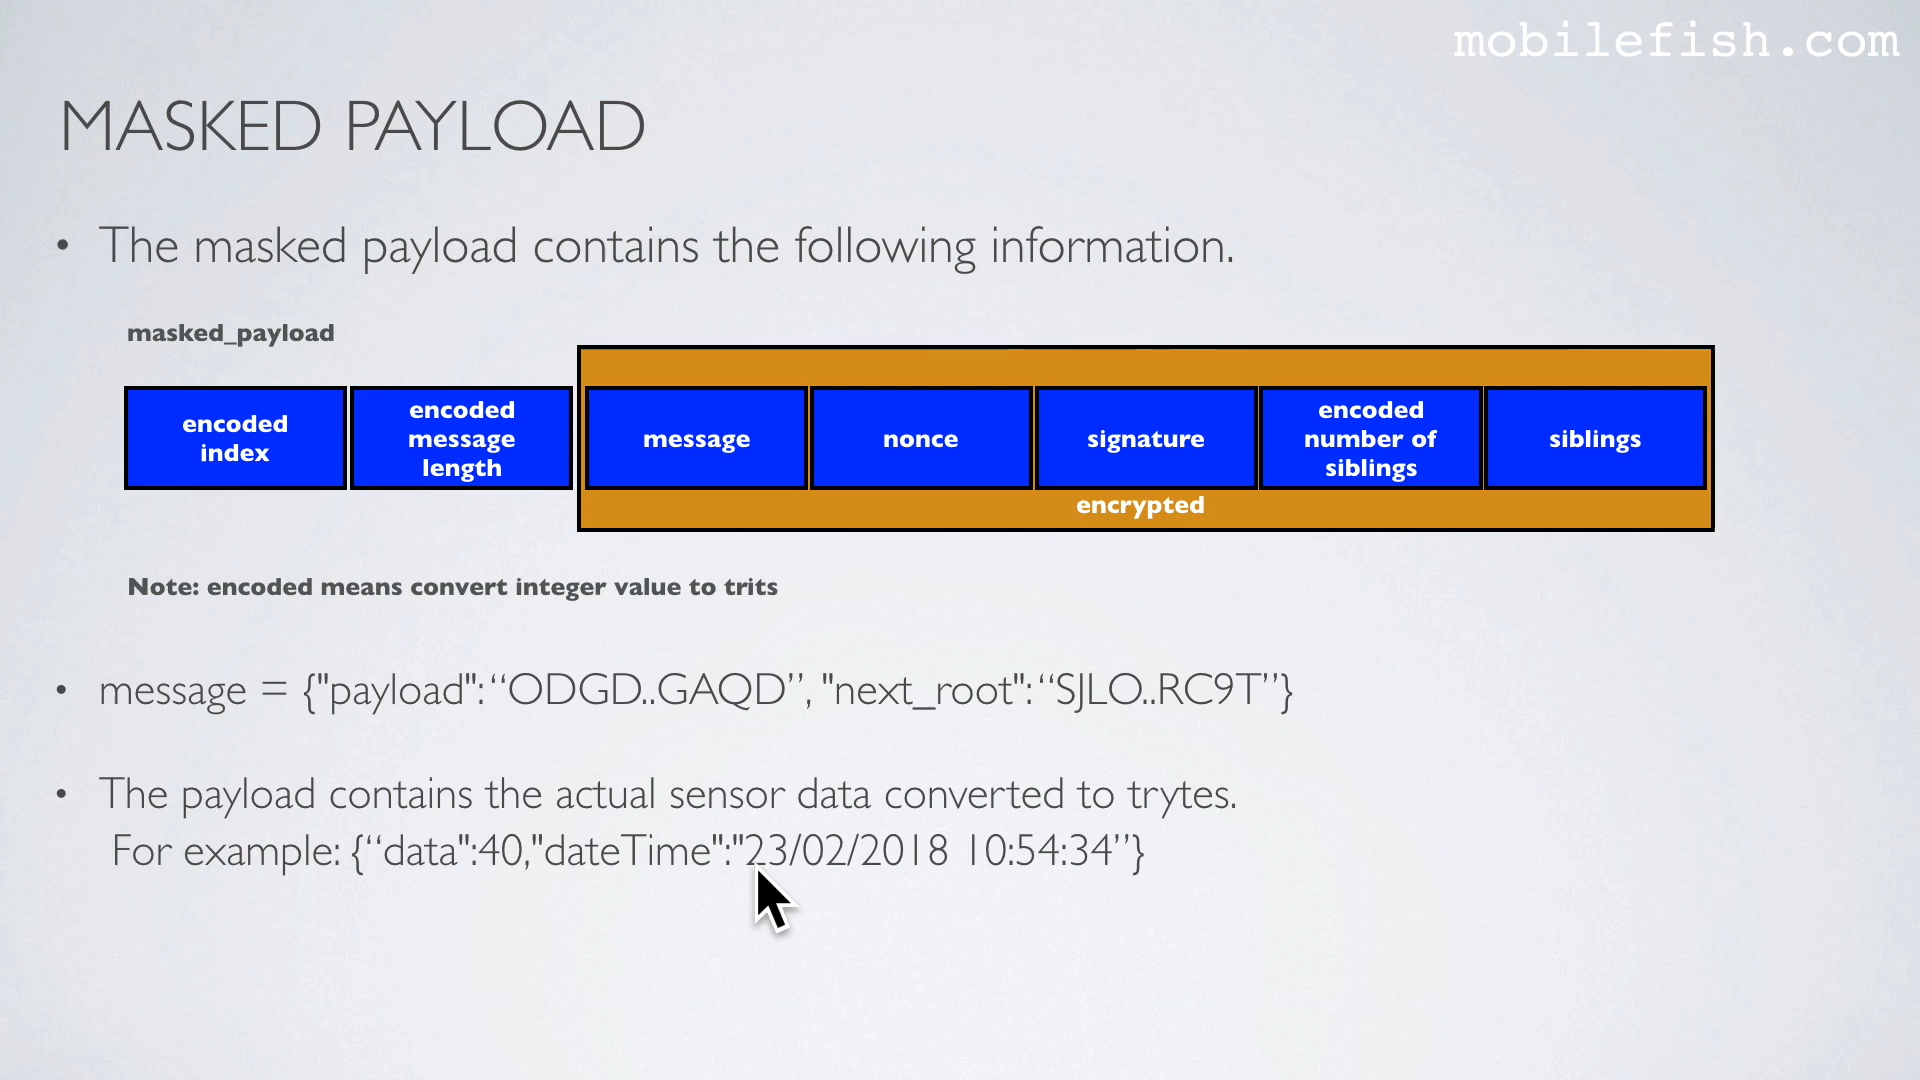 mobilefish.com
MASKED PAYLOAD
• The masked payload contains the following information.
masked_payload
encoded
index
encoded
message
length
message
nonce
signature
encoded
number of
siblings
siblings
encrypted
Note: encoded means convert integer value to trits
• message = {"payload":“ODGD..GAQD”, "next_root":“SJLO..RC9T”}
• The payload contains the actual sensor data converted to trytes.
For example: {“data":40,"dateTime":"23/02/2018 10:54:34”}